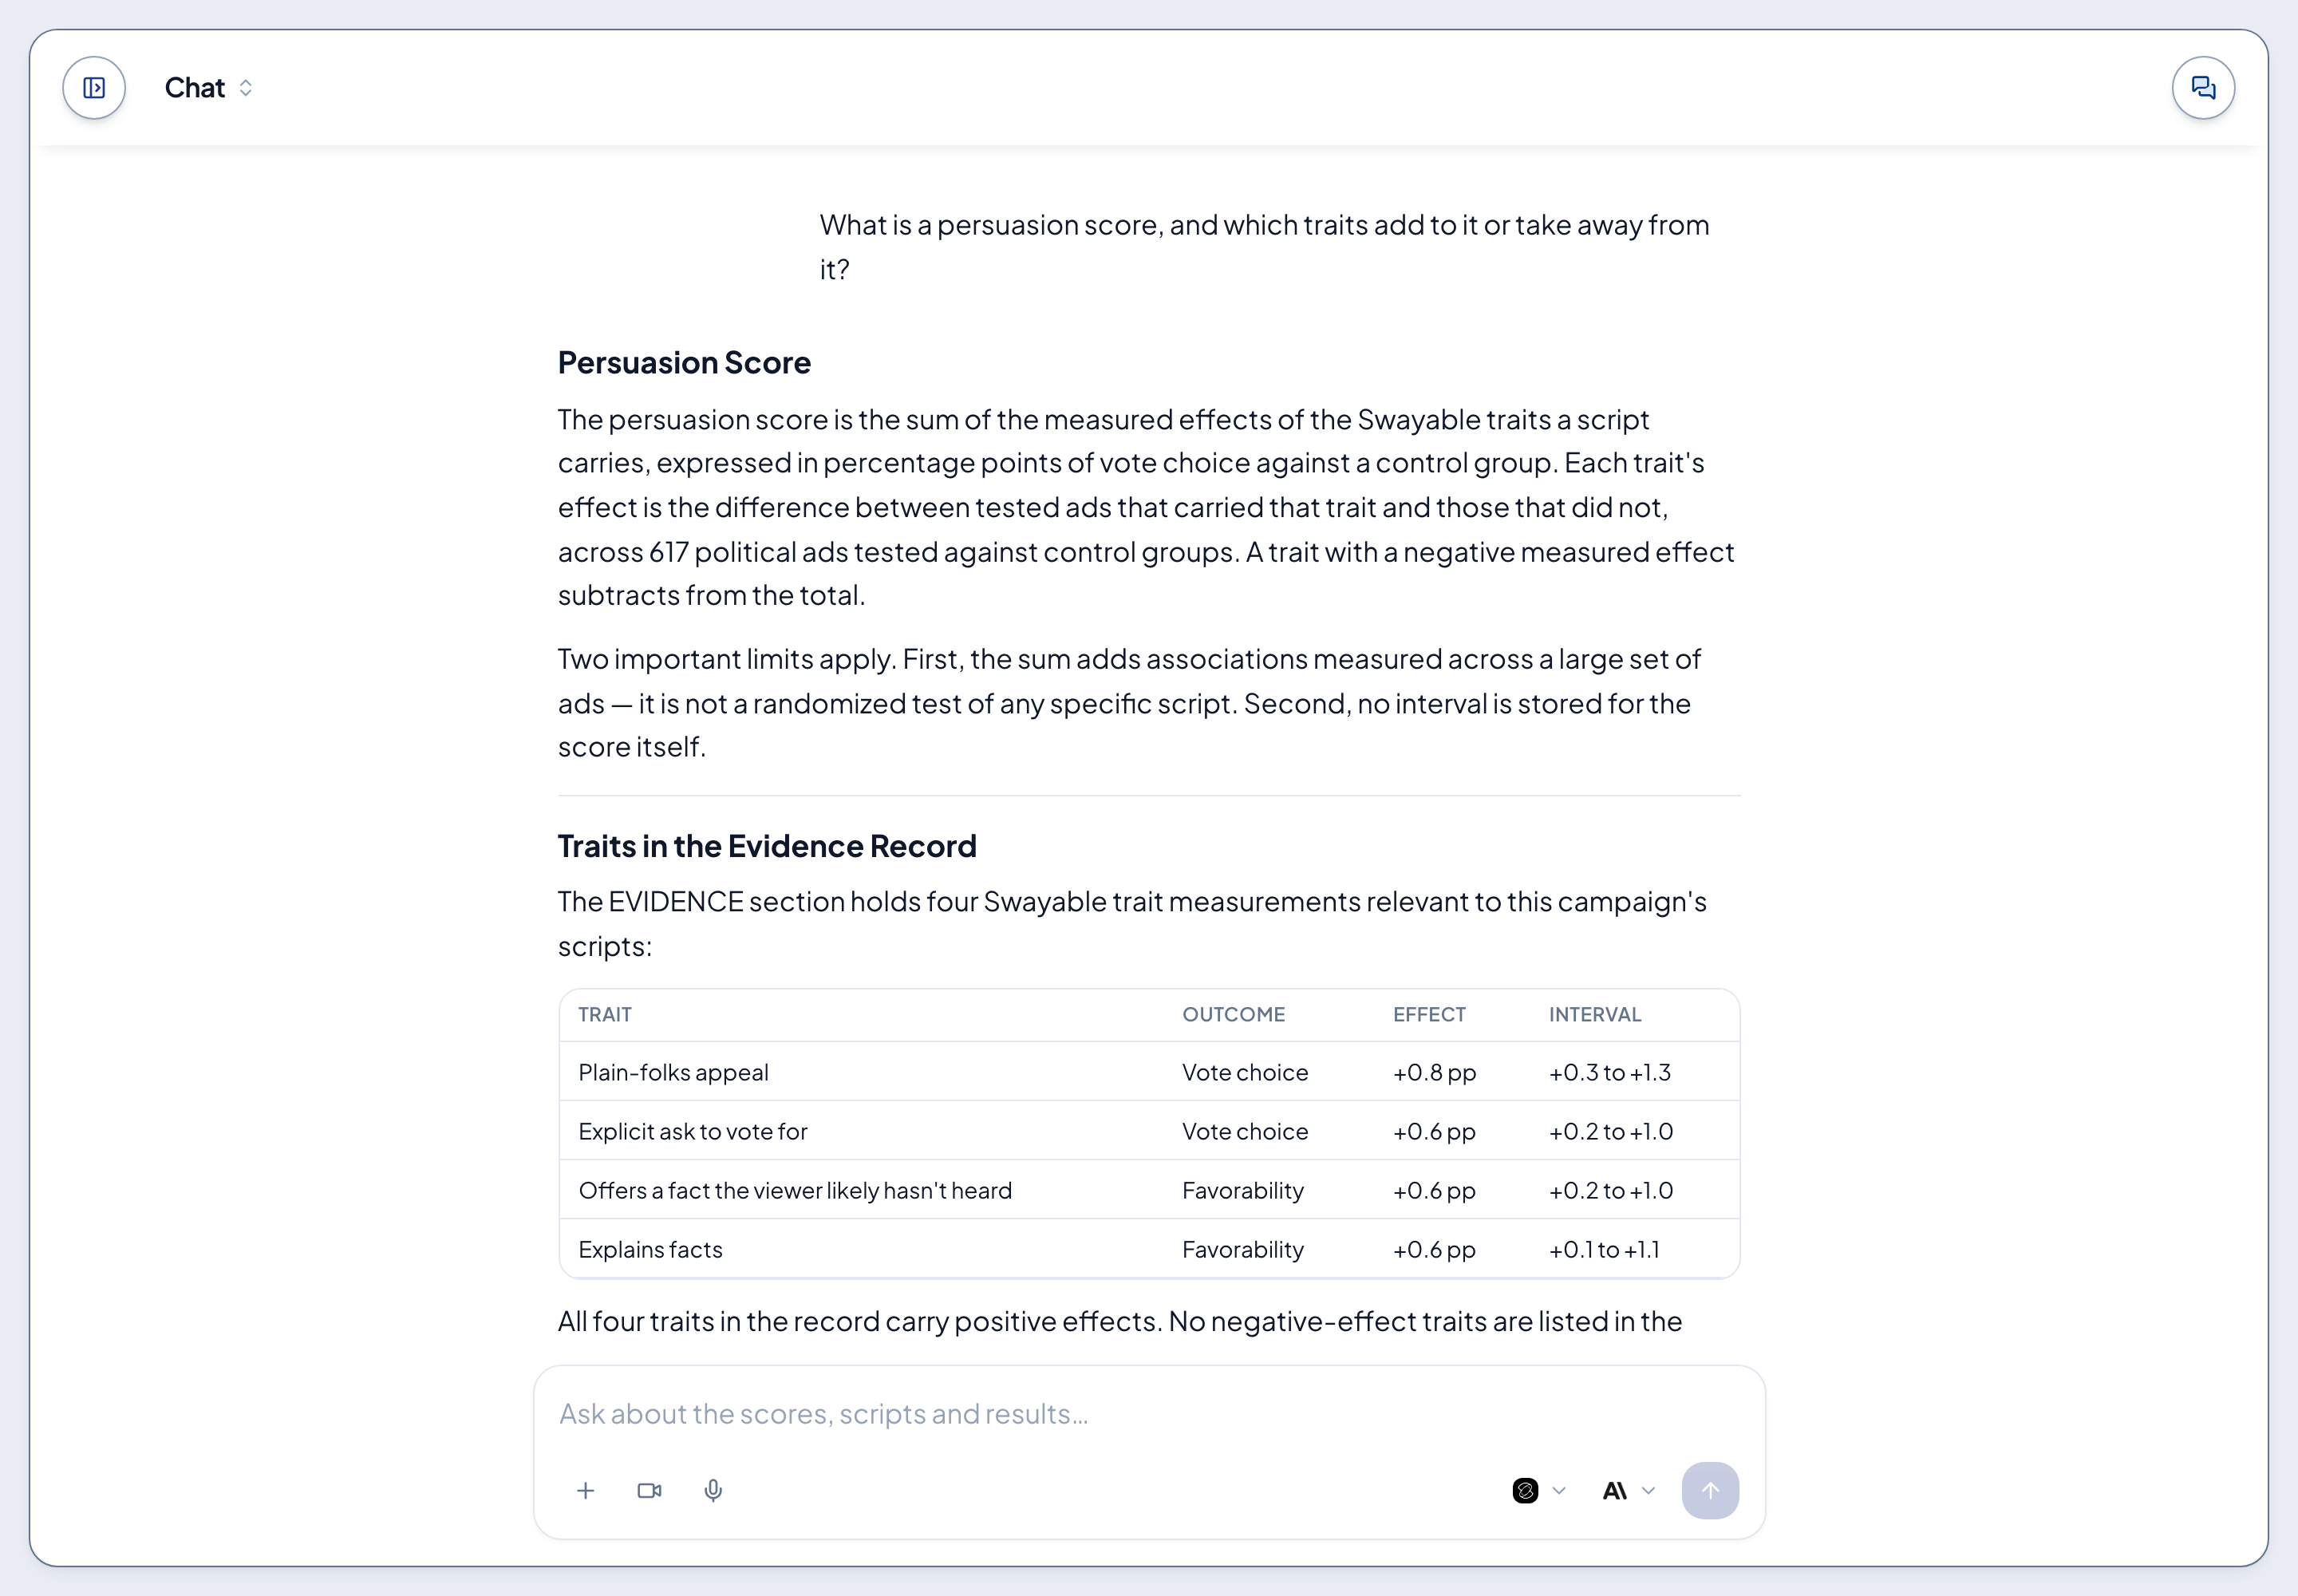 Chat
What is a persuasion score, and which traits add to it or take away from
it?
Persuasion Score
The persuasion score is the sum of the measured effects of the Swayable traits a script
carries, expressed in percentage points of vote choice against a control group. Each trait's
effect is the difference between tested ads that carried that trait and those that did not,
across 617 political ads tested against control groups. A trait with a negative measured effect
subtracts from the total.
Two important limits apply. First, the sum adds associations measured across a large set of
ads — it is not a randomized test of any specific script. Second, no interval is stored for the
score itself.
Traits in the Evidence Record
The EVIDENCE section holds four Swayable trait measurements relevant to this campaign's
scripts:
TRAIT OUTCOME EFFECT INTERVAL
Plain-folks appeal Vote choice +0.8 pp +0.3 to +1.3
Explicit ask to vote for Vote choice +0.6 pp +0.2 to +1.0
Offers a fact the viewer likely hasn't heard Favorability +0.6 pp +0.2 to +1.0
Explains facts Favorability +0.6 pp +0.1 to +1.1
All four traits in the record carry positive effects. No negative-effect traits are listed in the
Ask about the scores, scripts and results...